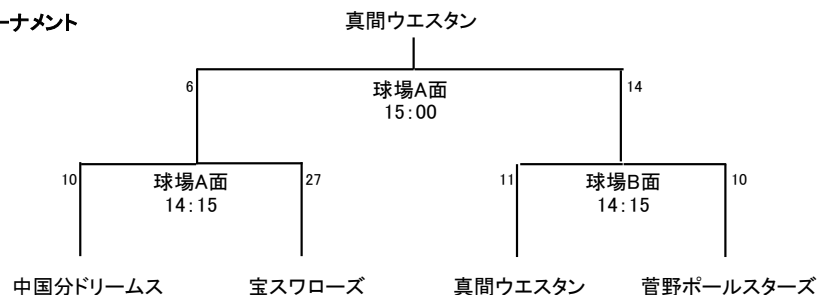 ーナメント
真間ウエスタン
6
球場A面
14
15:00
10
球場A面
27
11
球場B面
10
14:15
14:15
中国分ドリームス
宝スワローズ
真間ウエスタン
菅野ポールスターズ